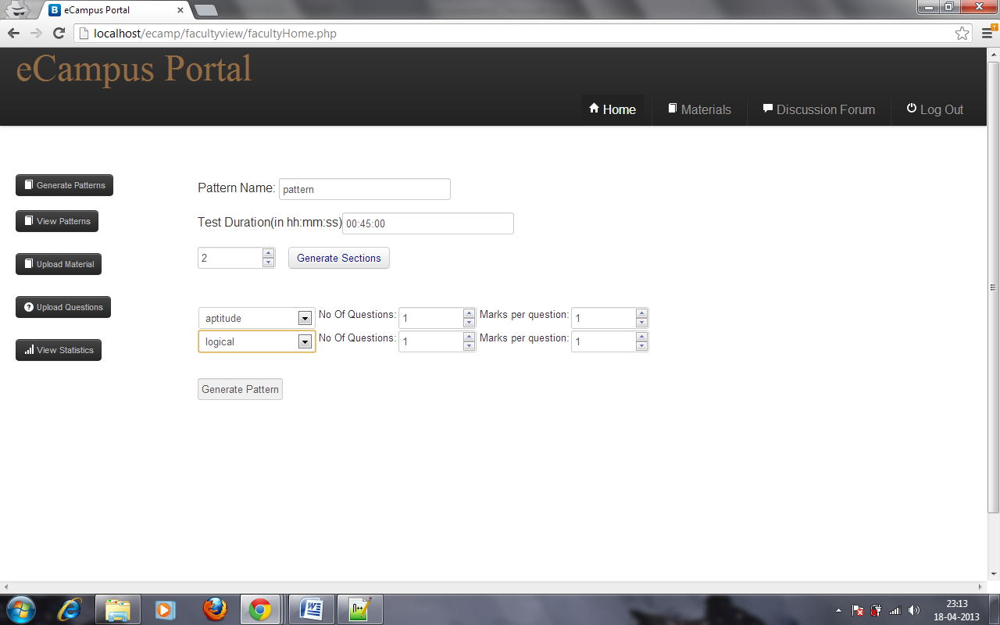 eCampus Portal
localhost/ecamp/facultyview/factultyHome.php
eCampus Portal
Home
Materials
Discussion Forum
Log Out
Generate Patterns
View Patterns
Upload Material
Upload Questions
View Statistics
Pattern Name: pattern
Test Duration(in hh:mm:ss) 00:45:00
2 Generate Sections
aptitude No Of Questions: 1 Marks per question: 1
logical No Of Questions: 1 Marks per question: 1
Generate Pattern
23:13
18-04-2013